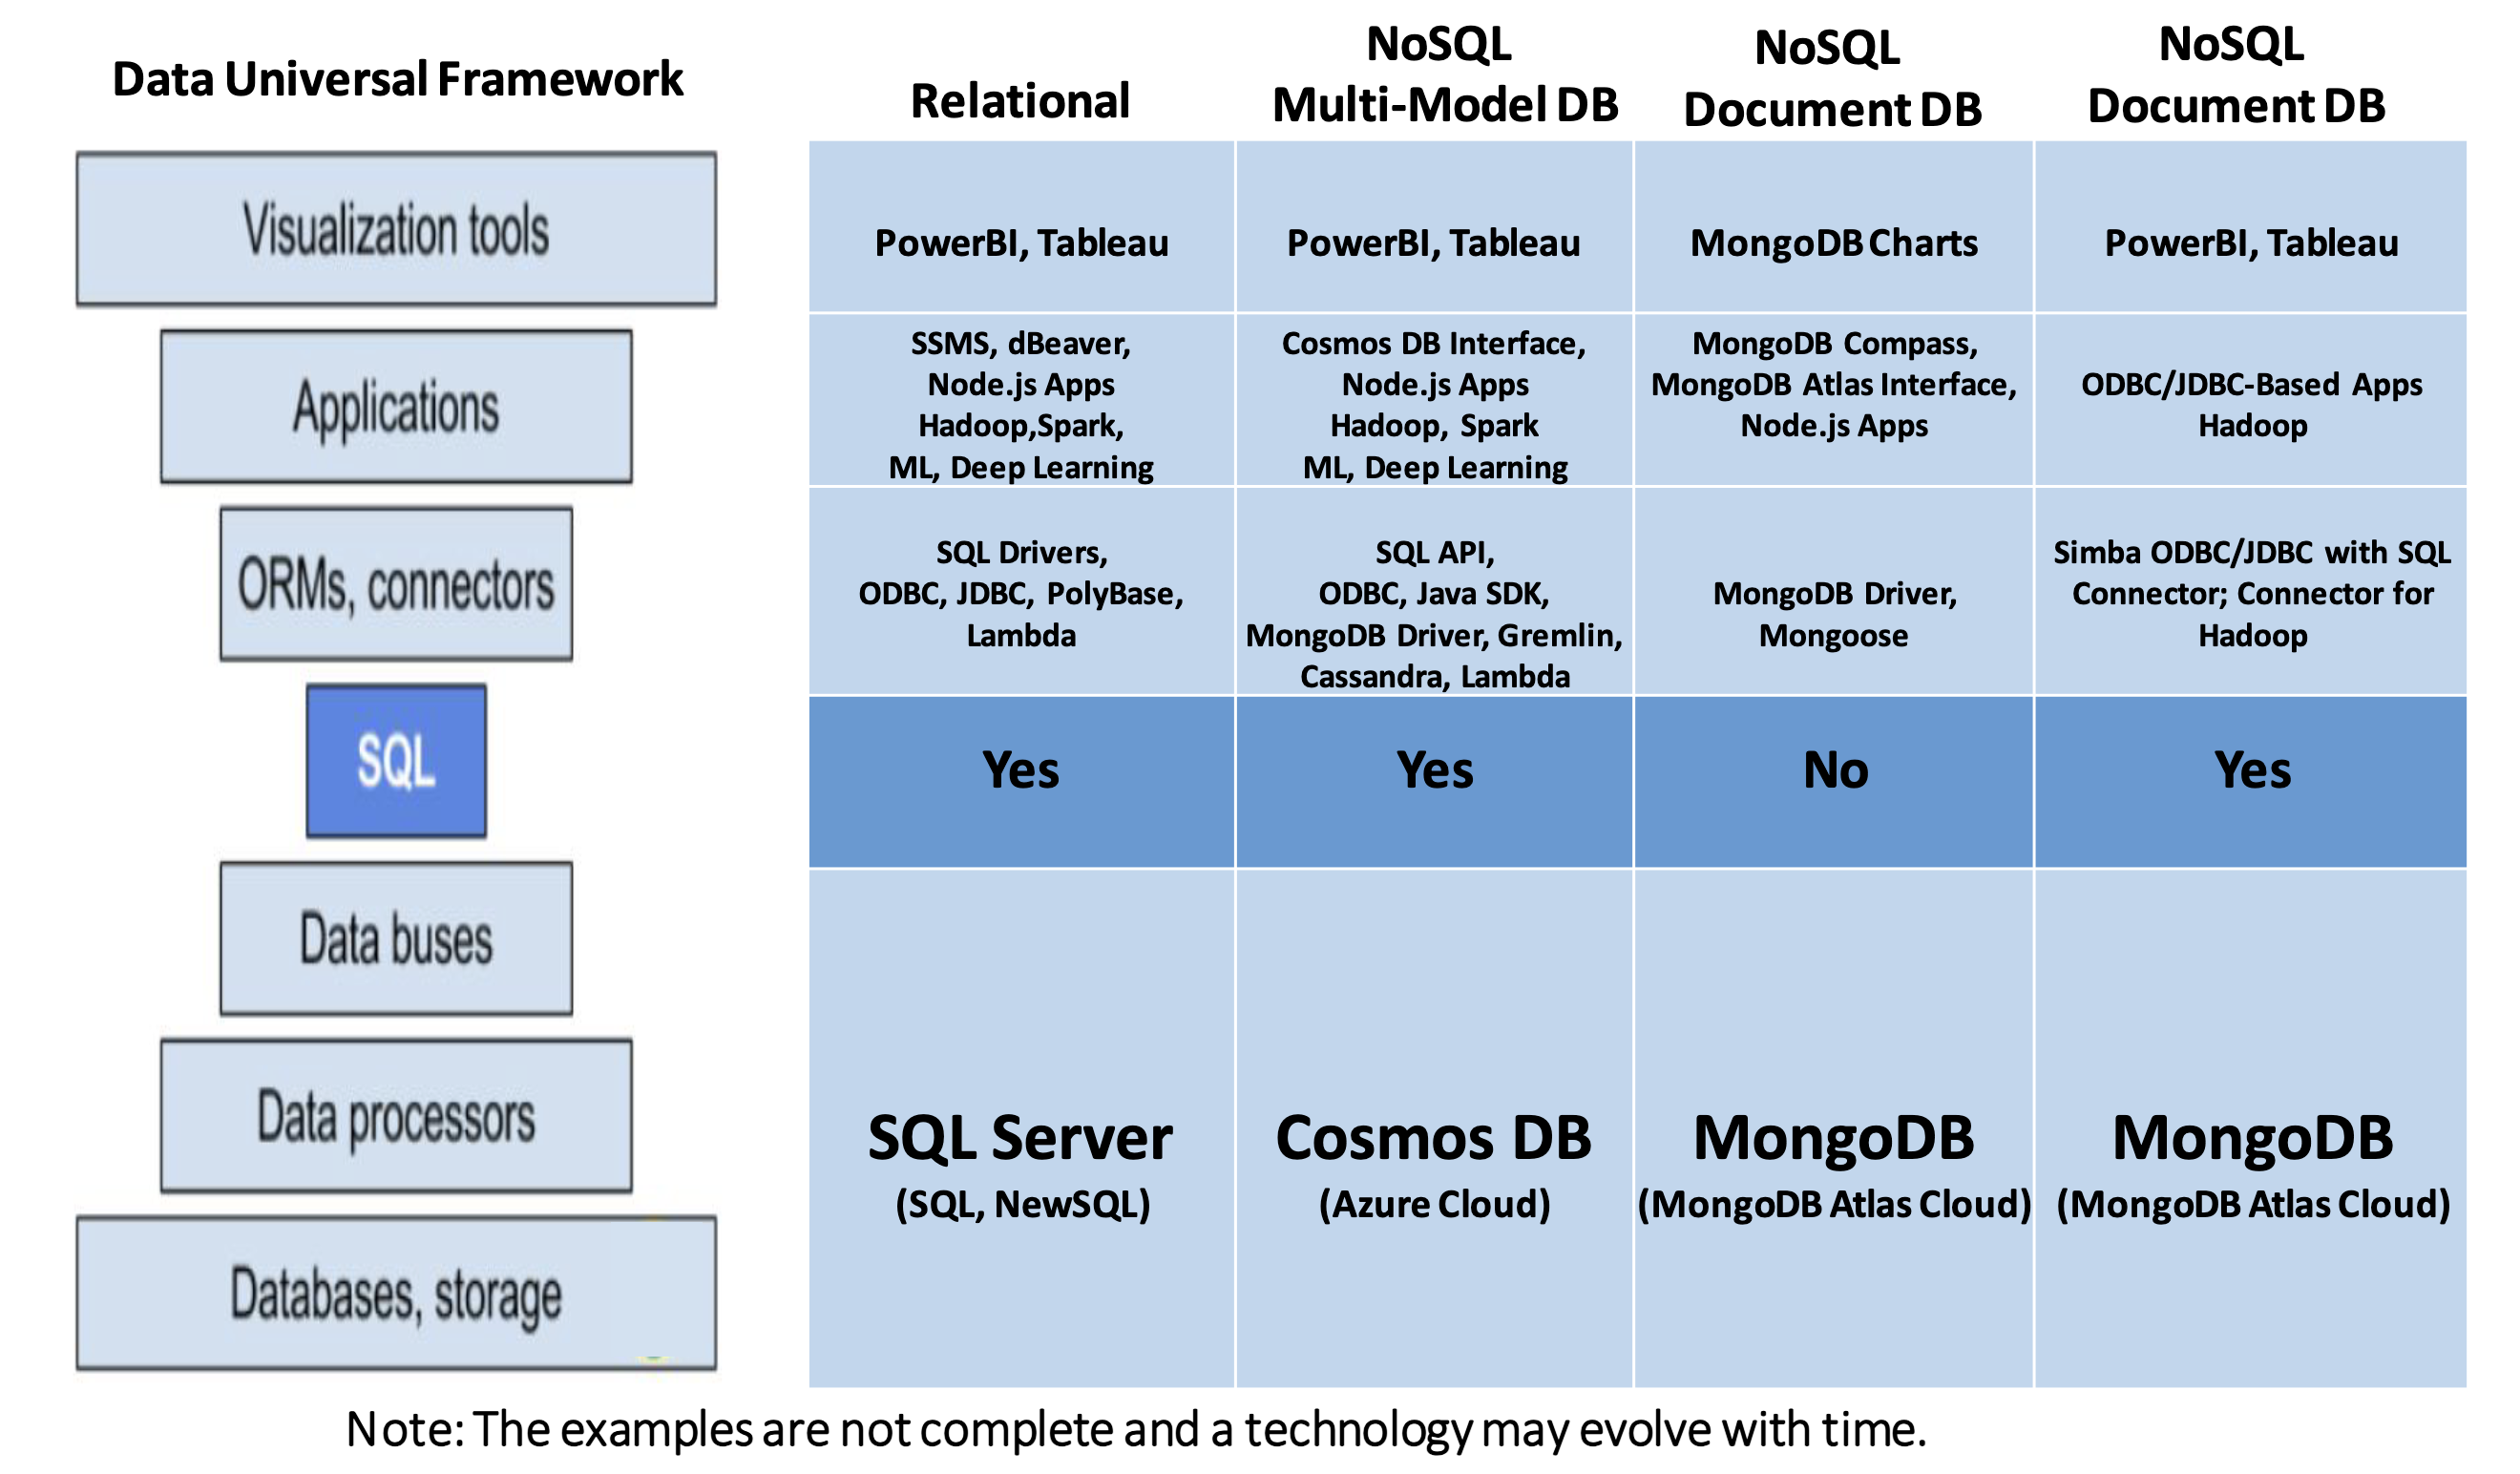 Data Universal Framework
Relational
NoSQL
Multi-Model DB
NoSQL
Document DB
NoSQL
Document DB
Visualization tools
PowerBI, Tableau
PowerBI, Tableau
MongoDB Charts
PowerBI, Tableau
Applications
SSMS, dBeaver,
Node.js Apps
Hadoop,Spark,
ML, Deep Learning
Cosmos DB Interface,
Node.js Apps
Hadoop, Spark
ML, Deep Learning
MongoDB Compass,
MongoDB Atlas Interface,
Node.js Apps
ODBC/JDBC-Based Apps
Hadoop
ORMs, connectors
SQL Drivers,
ODBC, JDBC, PolyBase,
Lambda
SQL API,
ODBC, Java SDK,
MongoDB Driver, Gremlin,
Cassandra, Lambda
MongoDB Driver,
Mongoose
Simba ODBC/JDBC with SQL
Connector; Connector for
Hadoop
SQL
Yes
Yes
No
Yes
Data buses
Data processors
Databases, storage
SQL Server
(SQL, NewSQL)
Cosmos DB
(Azure Cloud)
MongoDB
(MongoDB Atlas Cloud)
MongoDB
(MongoDB Atlas Cloud)
Note: The examples are not complete and a technology may evolve with time.